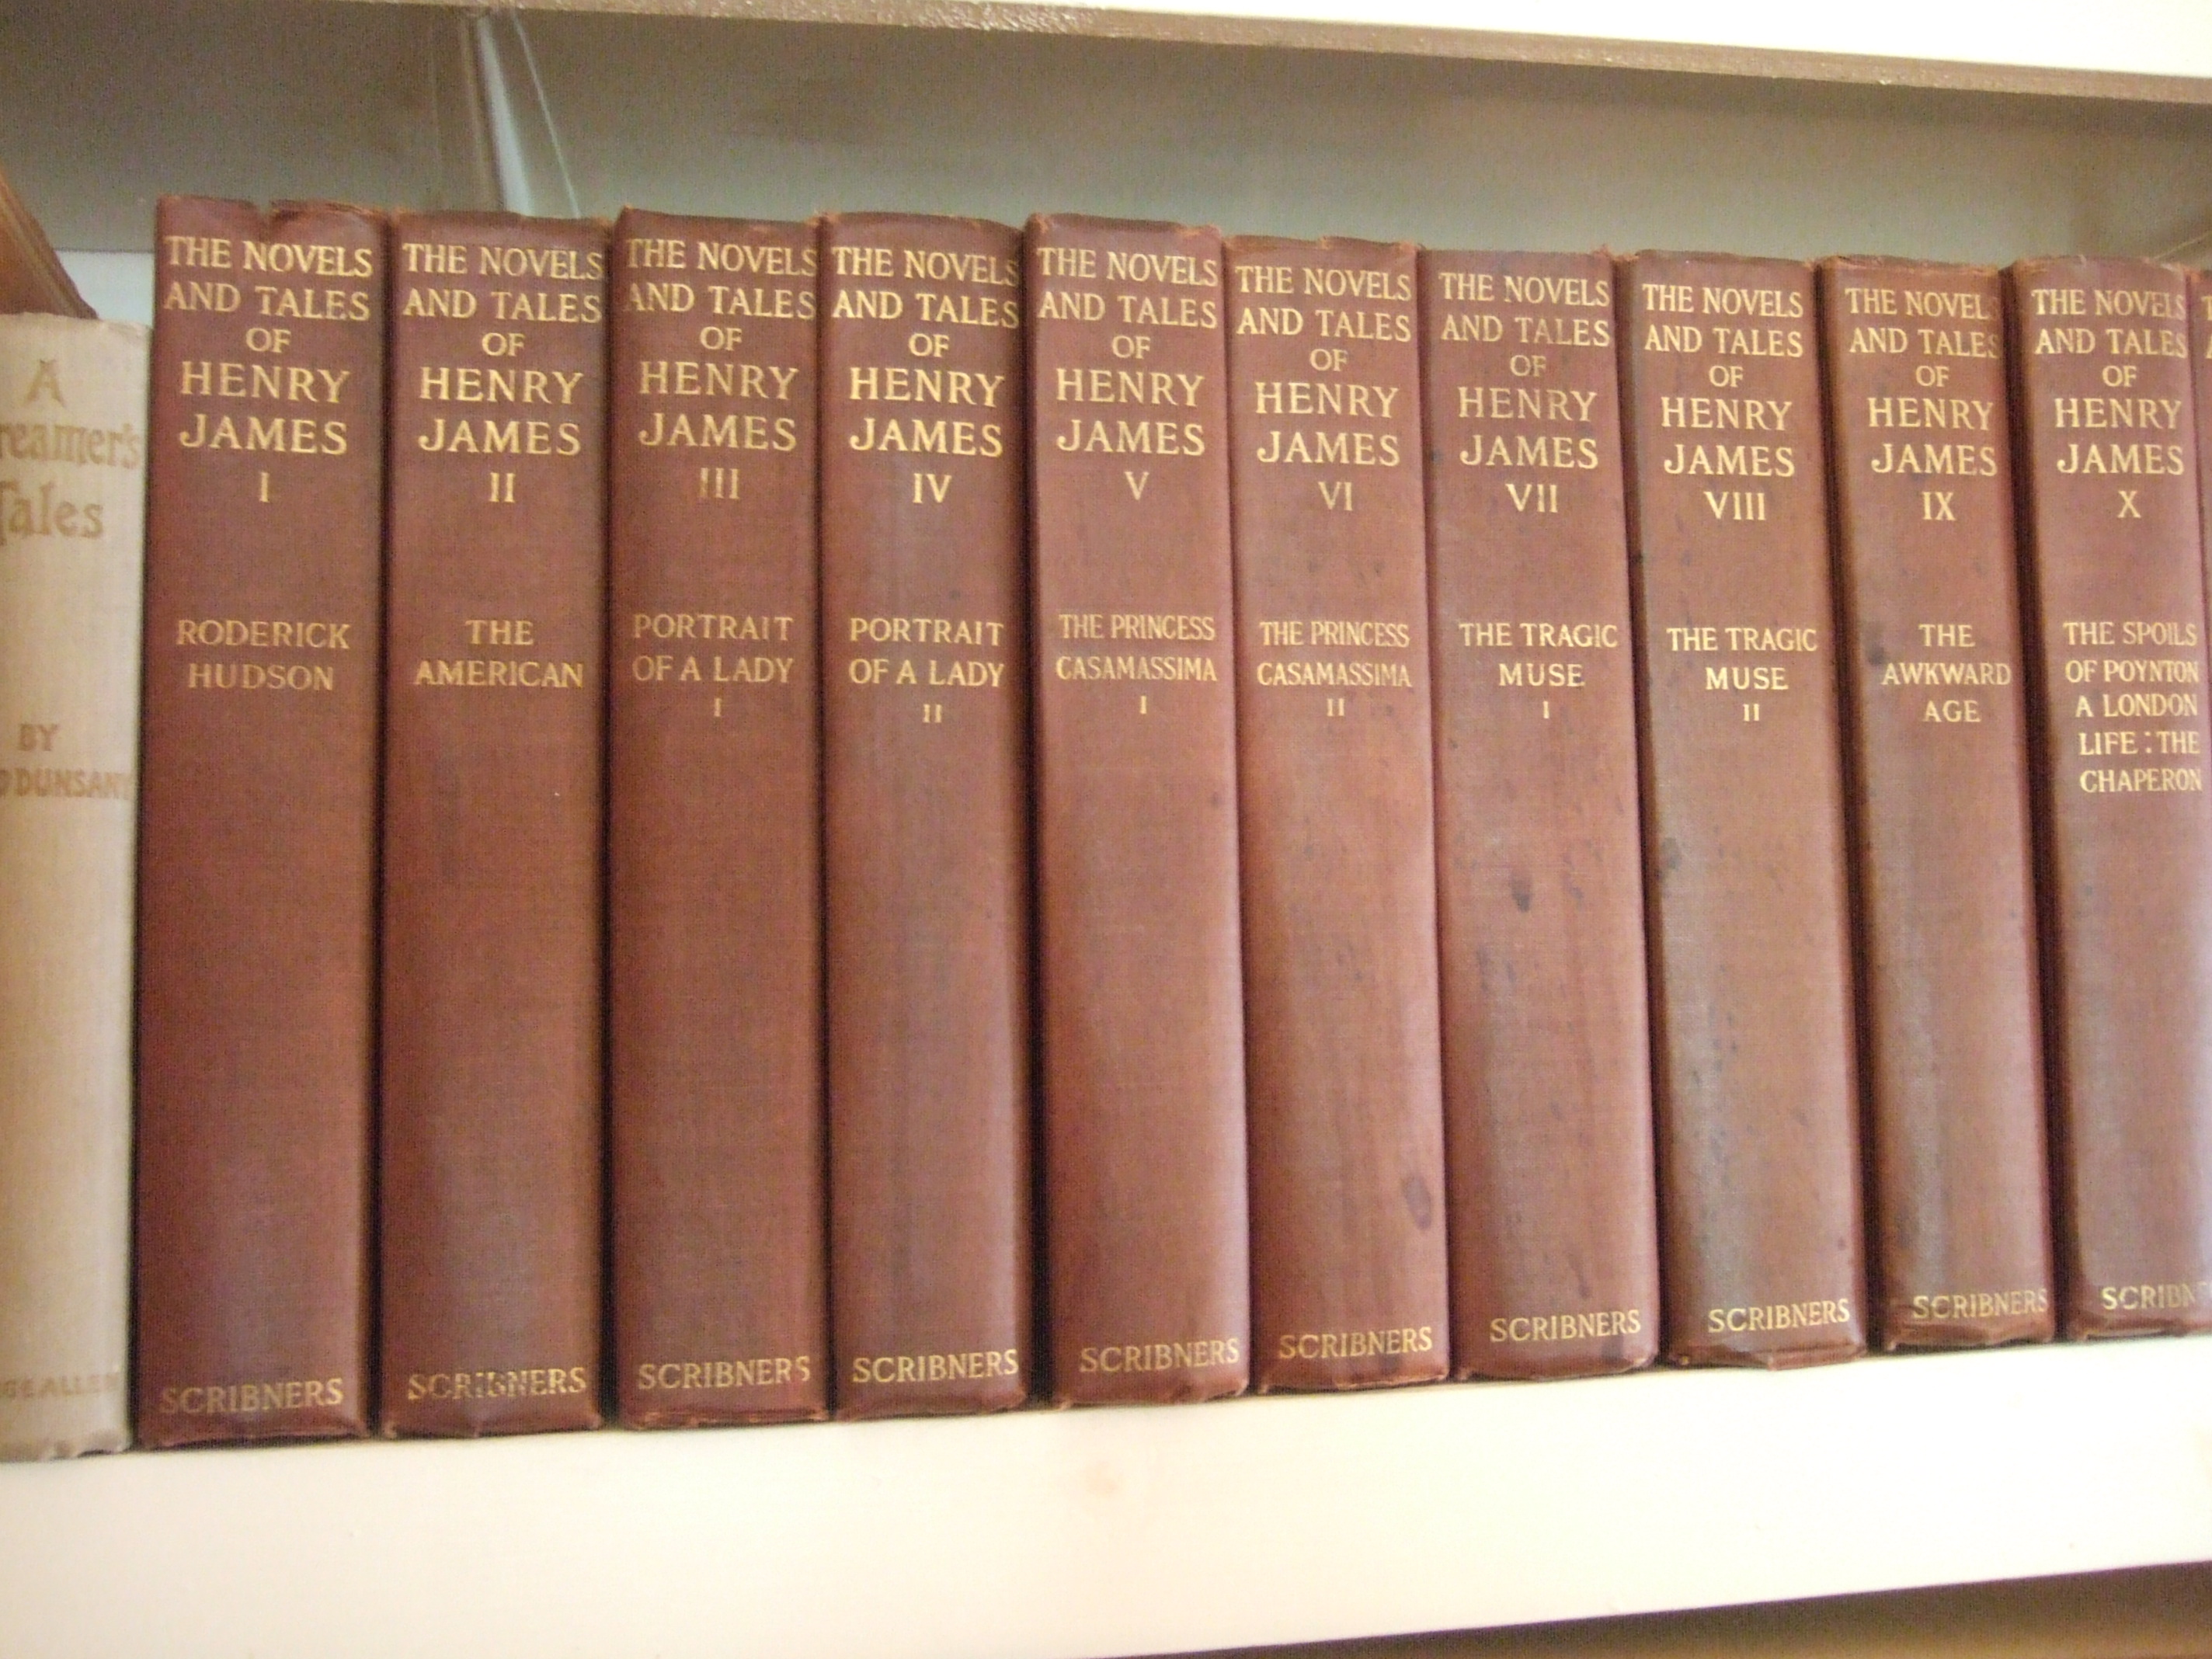 A
Tales
BY
DUNSANY
THE NOVELS
AND TALES
OF
HENRY
JAMES
I
RODERICK
HUDSON
SCRIBNERS
THE NOVELS
AND TALES
OF
HENRY
JAMES
II
THE
AMERICAN
SCRIBNERS
THE NOVELS
AND TALES
OF
HENRY
JAMES
III
PORTRAIT
OF A LADY
I
SCRIBNERS
THE NOVELS
AND TALES
OF
HENRY
JAMES
IV
PORTRAIT
OF A LADY
II
SCRIBNERS
THE NOVELS
AND TALES
OF
HENRY
JAMES
V
THE PRINCESS
CASAMASSIMA
I
SCRIBNERS
THE NOVELS
AND TALES
OF
HENRY
JAMES
VI
THE PRINCESS
CASAMASSIMA
II
SCRIBNERS
THE NOVELS
AND TALES
OF
HENRY
JAMES
VII
THE TRAGIC
MUSE
I
SCRIBNERS
THE NOVELS
AND TALES
OF
HENRY
JAMES
VIII
THE TRAGIC
MUSE
II
SCRIBNERS
THE NOVELS
AND TALES
OF
HENRY
JAMES
IX
THE
AWKWARD
AGE
SCRIBNERS
THE NOVELS
AND TALES
OF
HENRY
JAMES
X
THE SPOILS
OF POYNTON
A LONDON
LIFE : THE
CHAPERON
SCRIBN